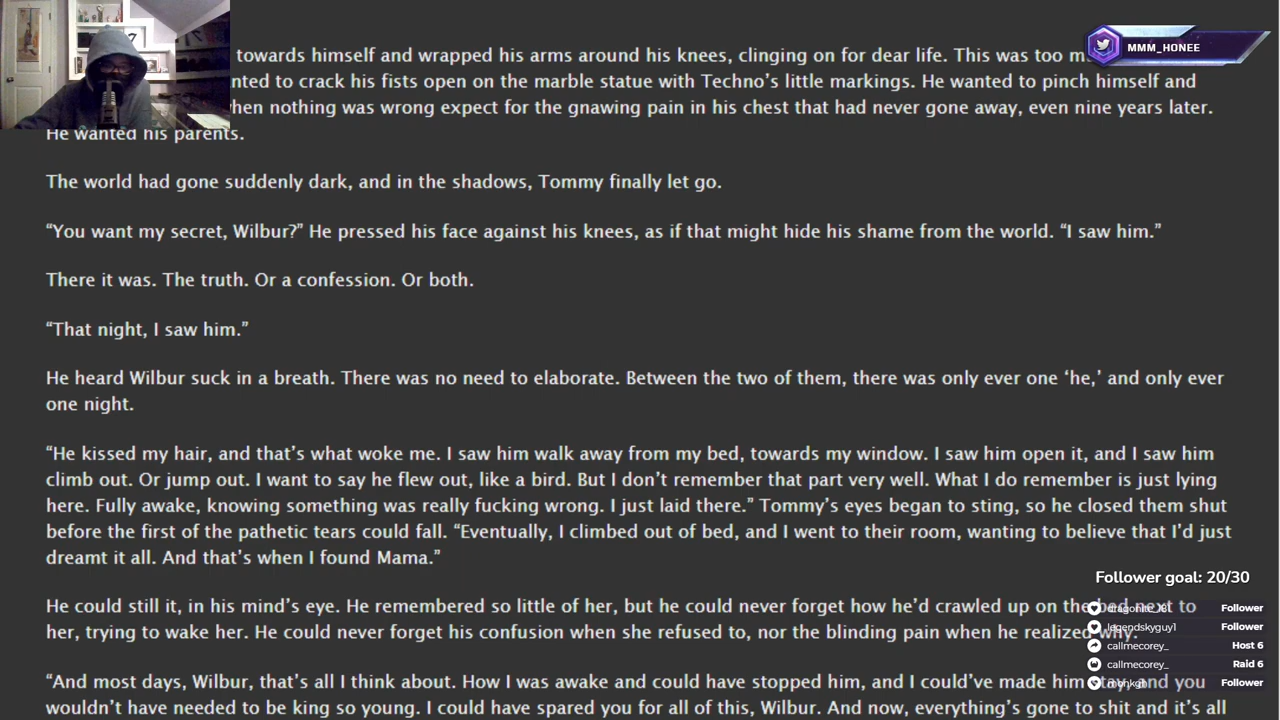 towards himself and wrapped his arms around his knees, clinging on for dear life. This was too
MMM_HONEE
to crack his fists open on the marble statue with Techno’s little markings. He wanted to pinch himself and
when nothing was wrong expect for the gnawing pain in his chest that had never gone away, even nine years later.
He wanted his parents.
The world had gone suddenly dark, and in the shadows, Tommy finally let go.
“You want my secret, Wilbur?” He pressed his face against his knees, as if that might hide his shame from the world. “I saw him.”
There it was. The truth. Or a confession. Or both.
“That night, I saw him.”
He heard Wilbur suck in a breath. There was no need to elaborate. Between the two of them, there was only ever one ‘he,’ and only ever
one night.
“He kissed my hair, and that’s what woke me. I saw him walk away from my bed, towards my window. I saw him open it, and I saw him
climb out. Or jump out. I want to say he flew out, like a bird. But I don’t remember that part very well. What I do remember is just lying
here. Fully awake, knowing something was really fucking wrong. I just laid there.” Tommy’s eyes began to sting, so he closed them shut
before the first of the pathetic tears could fall. “Eventually, I climbed out of bed, and I went to their room, wanting to believe that I’d just
dreamt it all. And that’s when I found Mama.”
Follower goal: 20/30
He could still it, in his mind’s eye. He remembered so little of her, but he could never forget how he’d crawled up on the bed next to
Follower
her, trying to wake her. He could never forget his confusion when she refused to, nor the blinding pain when he realized why.
legendskyguy1 Follower
callmecorey_ Host 6
callmecorey_ Raid 6
“And most days, Wilbur, that’s all I think about. How I was awake and could have stopped him, and I could’ve made him stay, and you
Follower
wouldn’t have needed to be king so young. I could have spared you for all of this, Wilbur. And now, everything’s gone to shit and it’s all